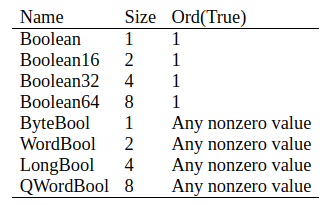 Name Size Ord(True)
Boolean 1 1
Boolean16 2 1
Boolean32 4 1
Boolean64 8 1
ByteBool 1 Any nonzero value
WordBool 2 Any nonzero value
LongBool 4 Any nonzero value
QWordBool 8 Any nonzero value